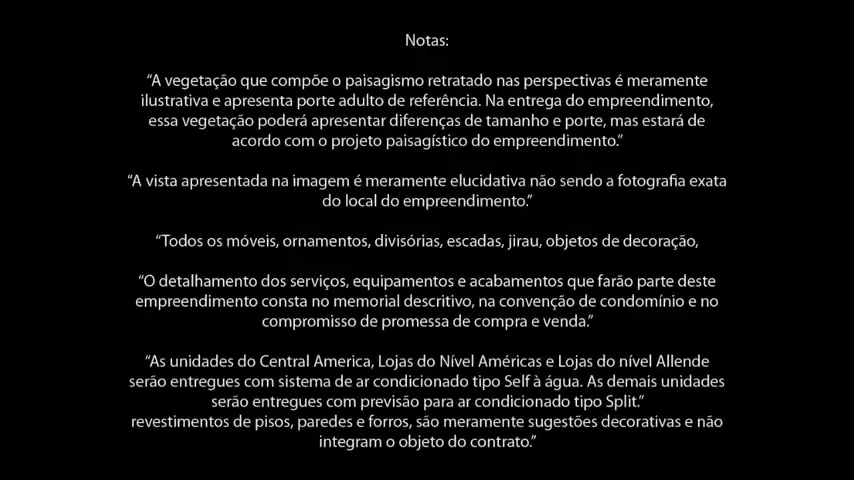 Notas:
“A vegetação que compõe o paisagismo retratado nas perspectivas é meramente
ilustrativa e apresenta porte adulto de referência. Na entrega do empreendimento,
essa vegetação poderá apresentar diferenças de tamanho e porte, mas estará de
acordo com o projeto paisagístico do empreendimento.”
“A vista apresentada na imagem é meramente elucidativa não sendo a fotografia exata
do local do empreendimento.”
“Todos os móveis, ornamentos, divisórias, escadas, jirau, objetos de decoração,
“O detalhamento dos serviços, equipamentos e acabamentos que farão parte deste
empreendimento consta no memorial descritivo, na convenção de condomínio e no
compromisso de promessa de compra e venda.”
“As unidades do Central America, Lojas do Nível Américas e Lojas do nível Allende
serão entregues com sistema de ar condicionado tipo Self à água. As demais unidades
serão entregues com previsão para ar condicionado tipo Split.”
revestimentos de pisos, paredes e forros, são meramente sugestões decorativas e não
integram o objeto do contrato.”